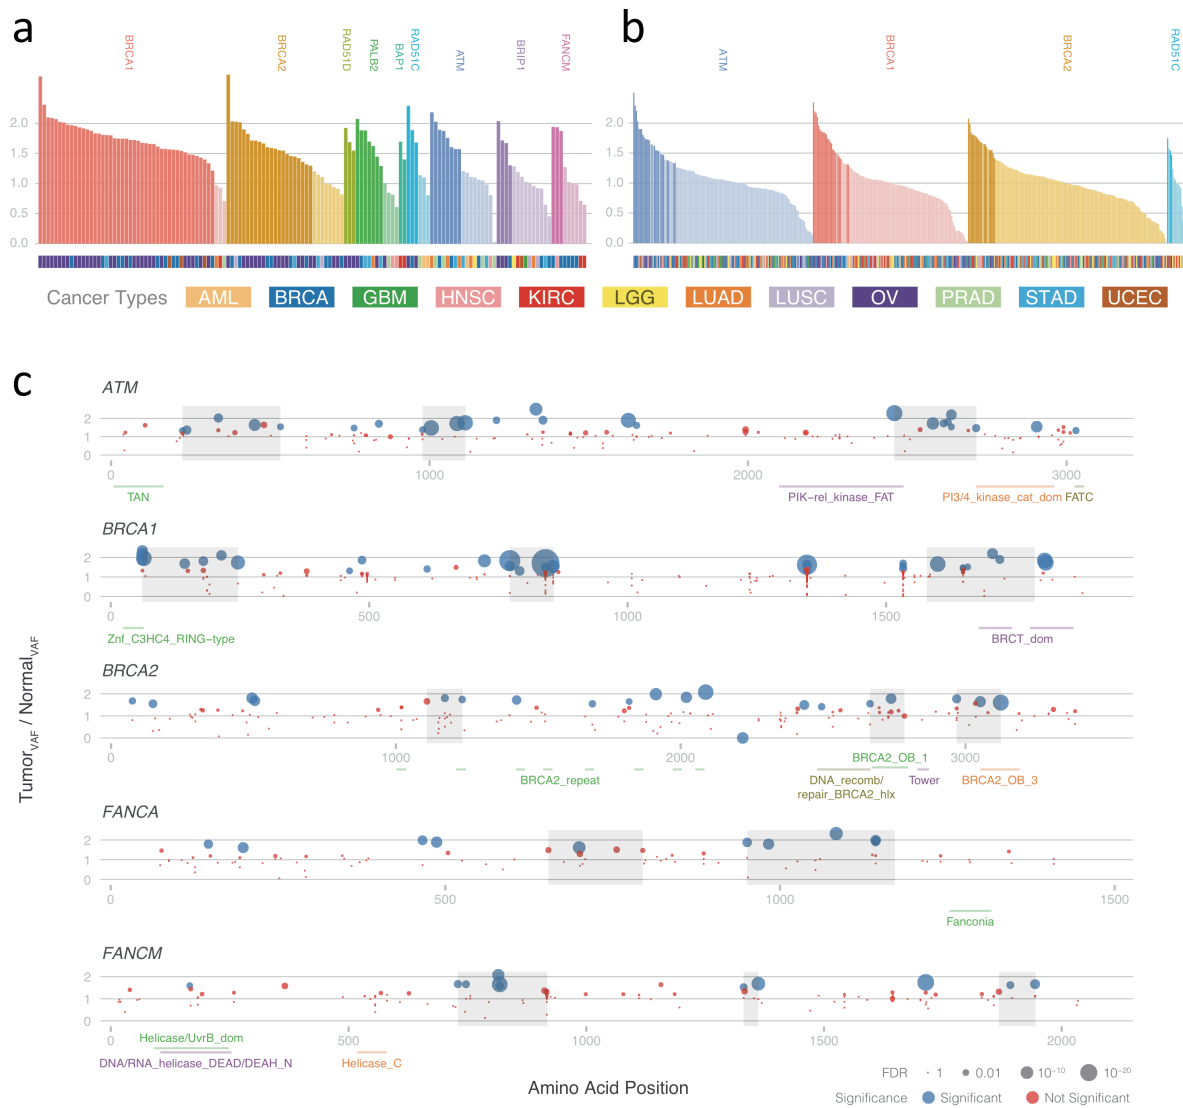 a
b
BRCA1
BRCA2
RAD51D
PALB2
BAP1
RAD51C
ATM
BRIP1
FANCM
ATM
BRCA1
BRCA2
RAD51C
2.0
1.5
1.0
0.5
0.0
2.0
1.5
1.0
0.5
0.0
Cancer Types AML BRCA GBM HNSC KIRC LGG LUAD LUSC OV PRAD STAD UCEC
c
Tumor VAF / Normal VAF
ATM
2
1
0
0 1000 2000 3000
TAN PIK-rel_kinase_FAT PI3/4_kinase_cat_dom FATC
BRCA1
2
1
0
0 500 1000 1500
Znf_C3HC4_RING-type BRCT_dom
BRCA2
2
1
0
0 1000 2000 3000
BRCA2_OB_1
BRCA2_repeat DNA_recomb/ Tower BRCA2_OB_3
repair_BRCA2_hlx
FANCA
2
1
0
0 500 1000 1500
Fanconia
FANCM
2
1
0
0 500 1000 1500 2000
Helicase/UvrB_dom
DNA/RNA_helicase_DEAD/DEAH_N Helicase_C
Amino Acid Position
FDR 1 0.01 10⁻¹⁰ 10⁻²⁰
Significance Significant Not Significant